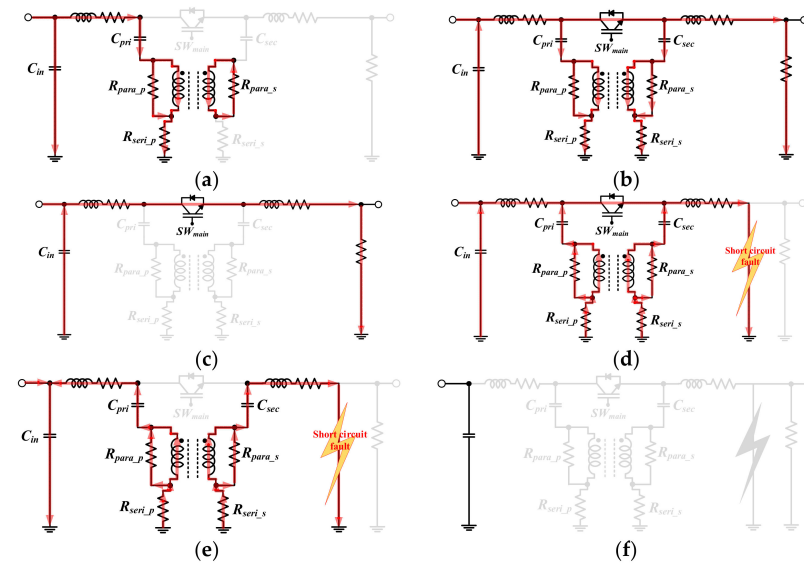 C_pri
C_sec
SW_main
C_in
R_para_p
R_para_s
R_seri_p
R_seri_s
(a)
C_pri
C_sec
SW_main
C_in
R_para_p
R_para_s
R_seri_p
R_seri_s
(b)
C_pri
C_sec
SW_main
C_in
R_para_p
R_para_s
R_seri_p
R_seri_s
(c)
C_pri
C_sec
SW_main
C_in
R_para_p
R_para_s
Short circuit
fault
R_seri_p
R_seri_s
(d)
C_pri
C_sec
SW_main
C_in
R_para_p
R_para_s
Short circuit
fault
R_seri_p
R_seri_s
(e)
C_pri
C_sec
SW_main
R_para_p
R_para_s
R_seri_p
R_seri_s
(f)